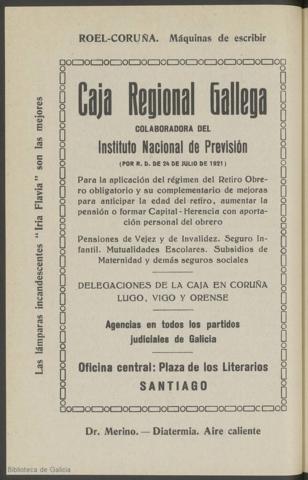 ROEL-CORUÑA. Máquinas de escribir
Las lámparas incandescentes "Iria Flavia" son las mejores
Caja Regional Gallega
COLABORADORA DEL
Instituto Nacional de Previsión
(POR R. D. DE 24 DE JULIO DE 1921)
Para la aplicación del régimen del Retiro Obre-
ro obligatorio y su complementario de mejoras
para anticipar la edad del retiro, aumentar la
pensión o formar Capital-Herencia con aporta-
ción personal del obrero
Pensiones de Vejez y de Invalidez. Seguro In-
fantil. Mutualidades Escolares. Subsidios de
Maternidad y demás seguros sociales
DELEGACIONES DE LA CAJA EN CORUÑA
LUGO, VIGO Y ORENSE
Agencias en todos los partidos
judiciales de Galicia
Oficina central: Plaza de los Literarios
SANTIAGO
Dr. Merino.—Diatermia. Aire caliente
Biblioteca de Galicia